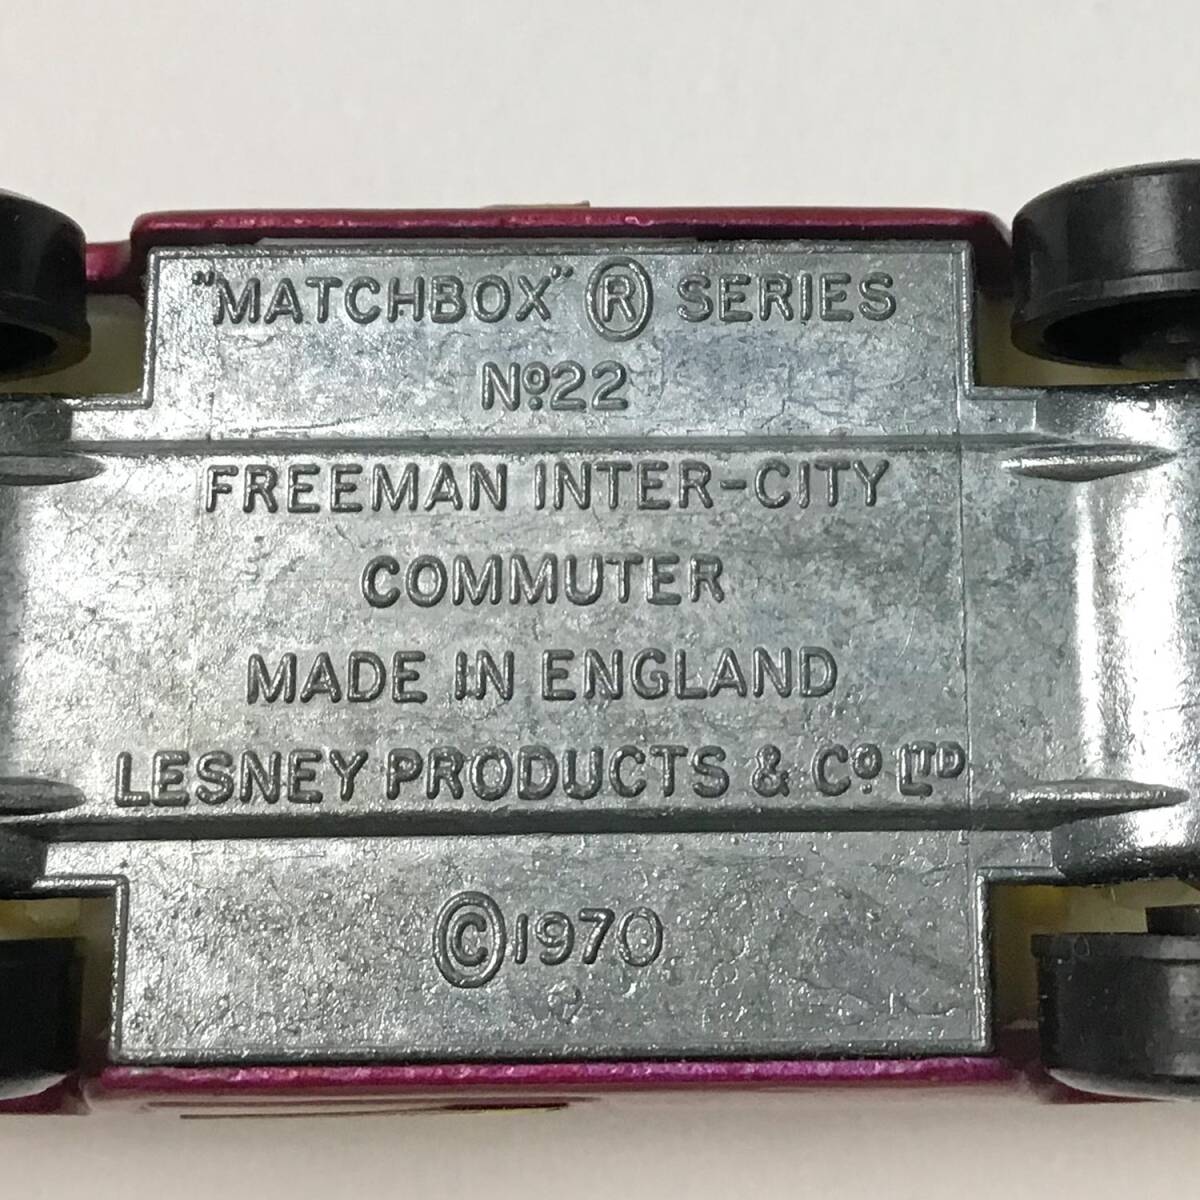 "MATCHBOX" ® SERIES
Nº22
FREEMAN INTER-CITY
COMMUTER
MADE IN ENGLAND
LESNEY PRODUCTS & Cº LTD
©1970